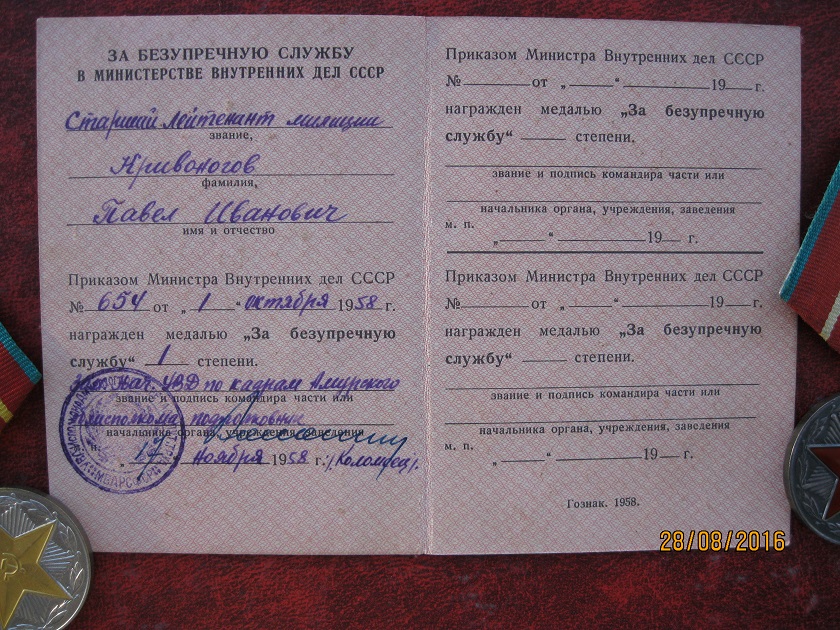 ЗА БЕЗУПРЕЧНУЮ СЛУЖБУ
В МИНИСТЕРСТВЕ ВНУТРЕННИХ ДЕЛ СССР
Старший лейтенант милиции
звание,
Кривоногов
фамилия,
Павел Иванович
имя и отчество
Приказом Министра Внутренних дел СССР
№ 654 от „ 1 “ октября 1958 г.
награжден медалью „За безупречную
службу“ 1 степени.
Зам. нач. УВД по кадрам Амурского
звание и подпись командира части или
облисполкома подполковник
начальника органа, учреждения, заведения
м. п.
ноября 1958 г. /Коломеец/.
Приказом Министра Внутренних дел СССР
№ от „ “ 19 г.
награжден медалью „За безупречную
службу“ степени.
звание и подпись командира части или
начальника органа, учреждения, заведения
м. п.
„ “ 19 г.
Приказом Министра Внутренних дел СССР
№ от „ “ 19 г.
награжден медалью „За безупречную
службу“ степени.
звание и подпись командира части или
начальника органа, учреждения, заведения
м. п.
„ “ 19 г.
Гознак. 1958.
28/08/2016